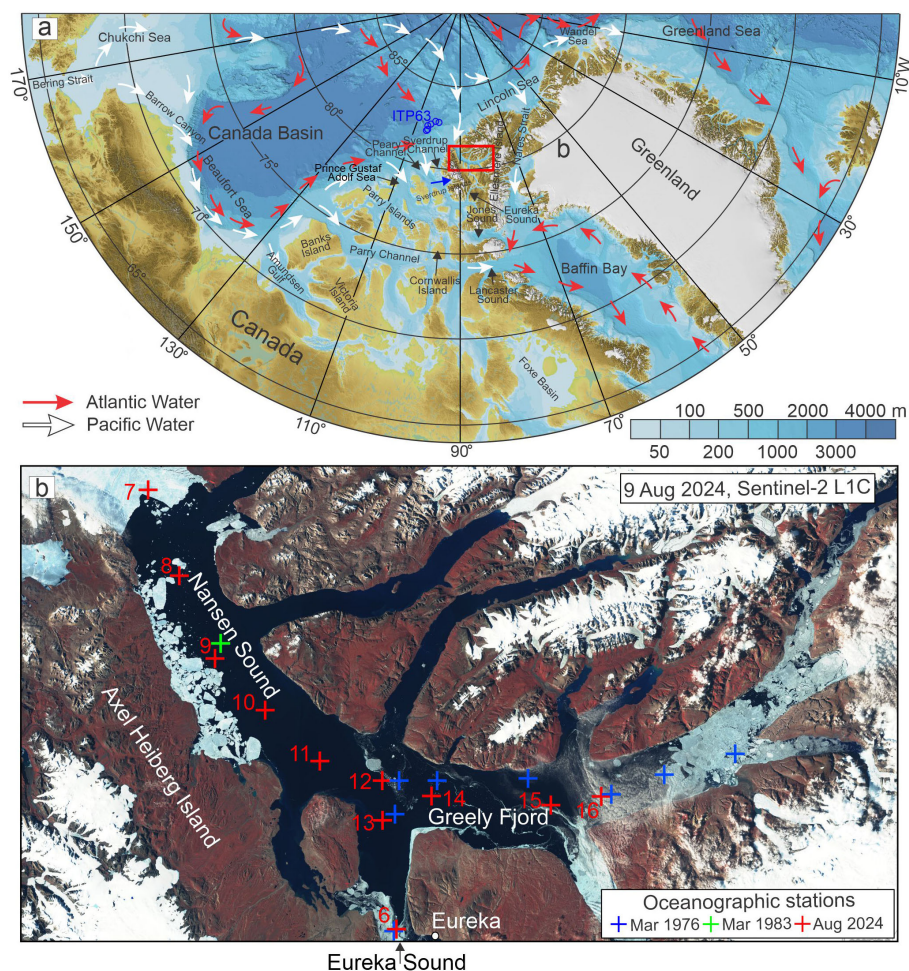 a
Chukchi Sea
Bering Strait
170°
Barrow Canyon
85°
80°
75°
70°
65°
Canada Basin
Beaufort Sea
ITP63
Peary
Channel
Sverdrup
Channel
Prince Gustaf
Adolf Sea
Parry Islands
Sverdrup
Lincoln Sea
Wandel
Sea
Greenland Sea
10°W
Nares Strait
Ellesmere Island
b
Greenland
Jones
Sound
Eureka
Sound
Banks
Island
Amundsen
Gulf
Victoria
Island
Parry Channel
Cornwallis
Island
Lancaster
Sound
Baffin Bay
Foxe Basin
Canada
150°
130°
110°
90°
70°
50°
30°
Atlantic Water
Pacific Water
100 500 2000 4000 m
50 200 1000 3000
b
9 Aug 2024, Sentinel-2 L1C
7
8
Nansen Sound
9
10
11
12
13
14
15
16
Axel Heiberg Island
Greely Fjord
6
Eureka
Eureka Sound
Oceanographic stations
Mar 1976 Mar 1983 Aug 2024